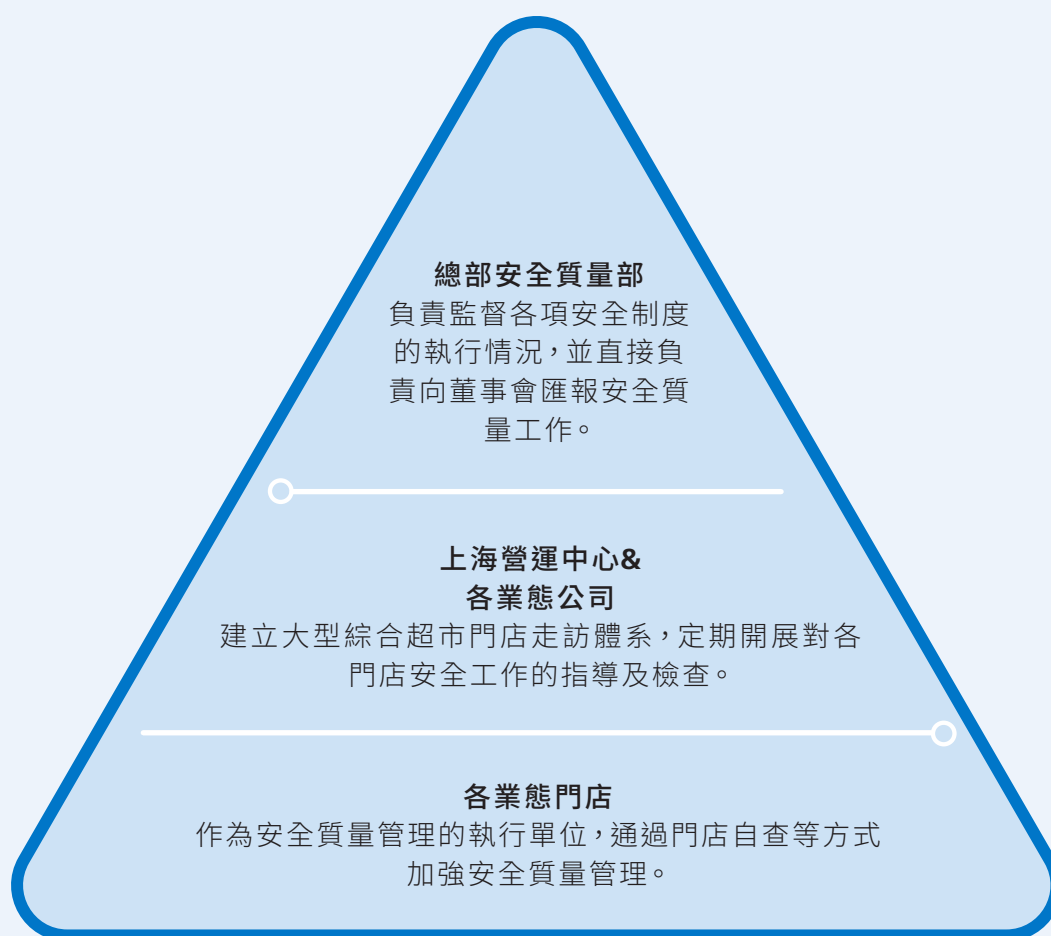 總部安全質量部
負責監督各項安全制度
的執行情況，並直接負
責向董事會匯報安全質
量工作。
上海營運中心&
各業態公司
建立大型綜合超市門店走訪體系，定期開展對各
門店安全工作的指導及檢查。
各業態門店
作為安全質量管理的執行單位，通過門店自查等方式
加強安全質量管理。